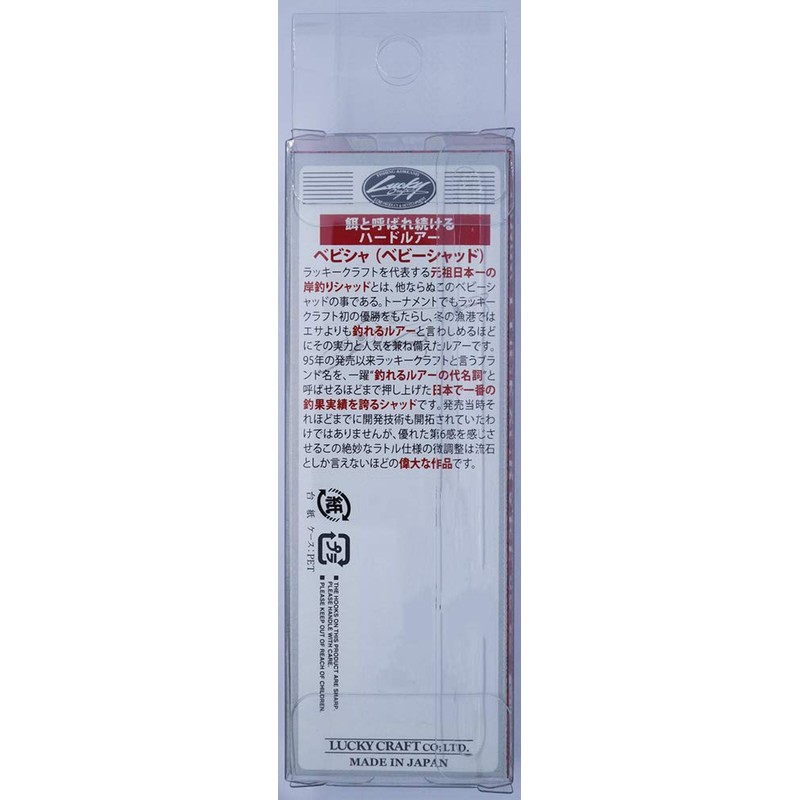 Lucky
餌と呼ばれ続ける
ハードルアー
ベビシャ（ベビーシャッド）
ラッキークラフトを代表する元祖日本一の
岸釣りシャッドとは、他ならぬこのベビーシ
ャッドの事である。トーナメントでもラッキー
クラフト初の優勝をもたらし、冬の漁港では
エサよりも釣れるルアーと言わしめるほど
にその実力と人気を兼ね備えたルアーです。
95年の発売以来ラッキークラフトと言うブラ
ンド名を、一躍"釣れるルアーの代名詞"と
呼ばせるほどまで押し上げた日本で一番の
釣果実績を誇るシャッドです。発売当時そ
れほどまでに開発技術も開拓されていたわ
けではありませんが、優れた第6感を感じさ
せるこの絶妙なラトル仕様の微調整は流石
としか言えないほどの偉大な作品です。
紙
台 紙
プラ
ケース：PET
■ THE HOOKS ON THIS PRODUCT ARE SHARP.
PLEASE HANDLE WITH CARE.
■ PLEASE KEEP OUT OF REACH OF CHILDREN.
LUCKY CRAFT CO; LTD.
MADE IN JAPAN